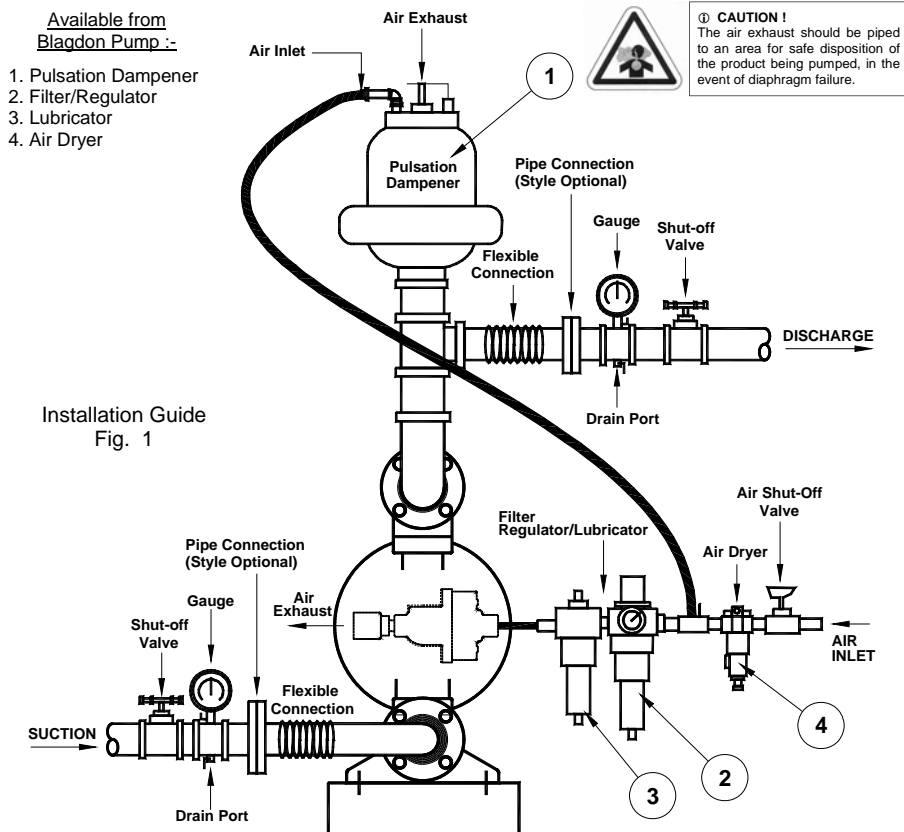 Available from
Blagdon Pump :-
1. Pulsation Dampener
2. Filter/Regulator
3. Lubricator
4. Air Dryer
Air Exhaust
Air Inlet
1
ⓘ CAUTION !
The air exhaust should be piped
to an area for safe disposition of
the product being pumped, in the
event of diaphragm failure.
Pulsation
Dampener
Pipe Connection
(Style Optional)
Gauge
Shut-off
Valve
Flexible
Connection
DISCHARGE
Drain Port
Installation Guide
Fig. 1
Filter
Regulator/Lubricator
Air Shut-Off
Valve
Air Dryer
Pipe Connection
(Style Optional)
Air
Exhaust
Gauge
Shut-off
Valve
AIR
INLET
Flexible
Connection
SUCTION
4
2
3
Drain Port